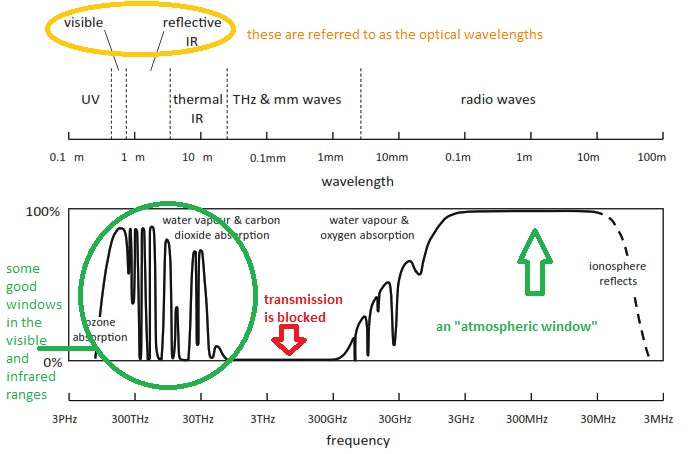 visible
reflective
IR
these are referred to as the optical wavelengths
UV
thermal
IR
THz & mm waves
radio waves
0.1 m
1 m
10 m
0.1mm
1mm
10mm
0.1m
1m
10m
100m
wavelength
100%
water vapour & carbon
dioxide absorption
water vapour &
oxygen absorption
some
good
windows
in the
visible
and
infrared
ranges
ozone
absorption
transmission
is blocked
ionosphere
reflects
an "atmospheric window"
0%
3PHz
300THz
30THz
3THz
300GHz
30GHz
3GHz
300MHz
30MHz
3MHz
frequency